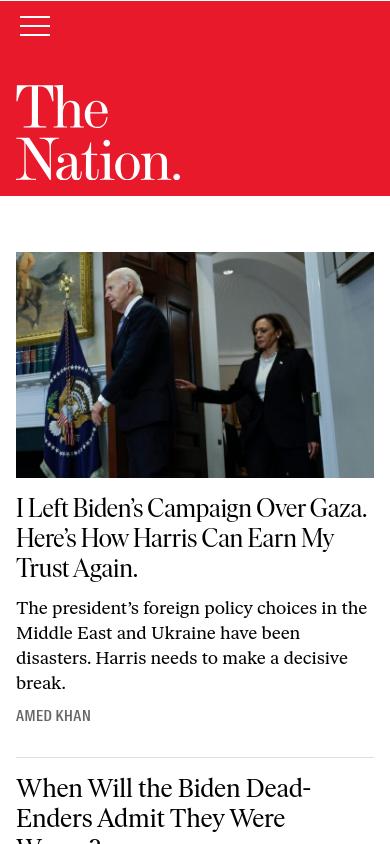 The
Nation.
I Left Biden’s Campaign Over Gaza.
Here’s How Harris Can Earn My
Trust Again.
The president’s foreign policy choices in the
Middle East and Ukraine have been
disasters. Harris needs to make a decisive
break.
AMED KHAN
When Will the Biden Dead-
Enders Admit They Were
Wrong?